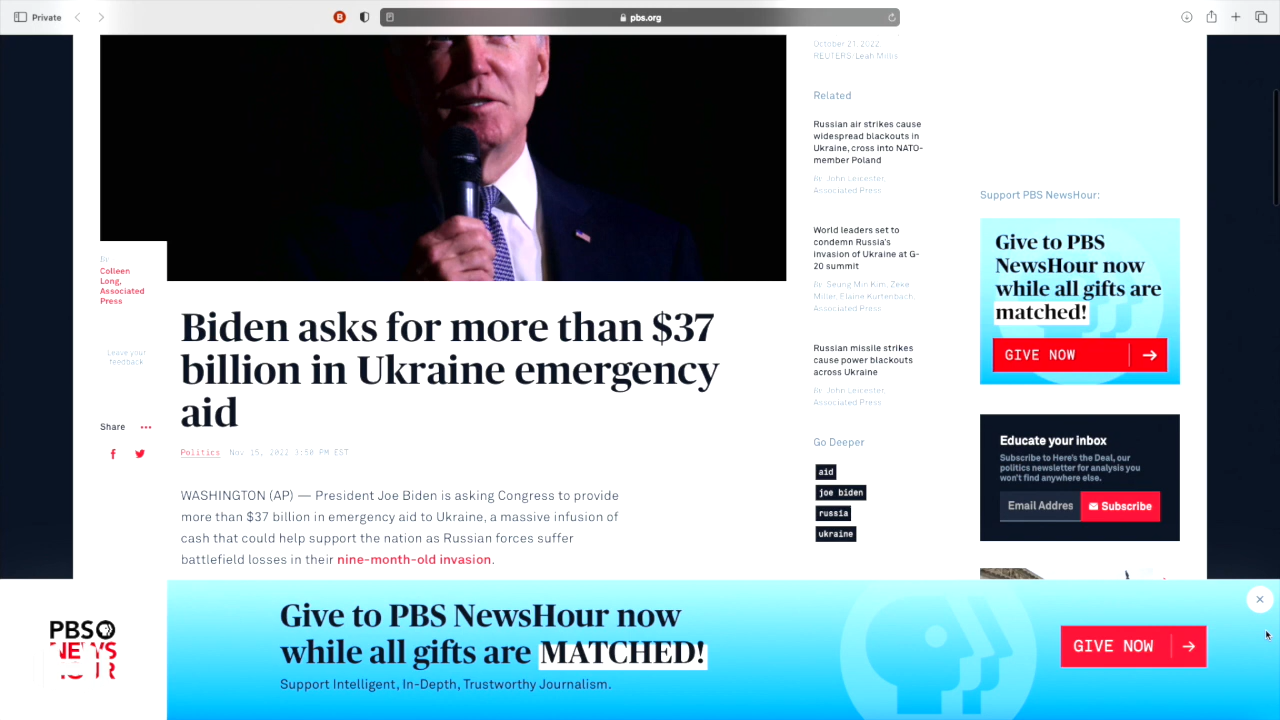 Private
pbs.org
October 21, 2022
REUTERS-Leah Millis
Related
Russian air strikes cause
widespread blackouts in
Ukraine, cross into NATO-
member Poland
By John Leicester,
Associated Press
World leaders set to
condemn Russia's
invasion of Ukraine at G-
20 summit
By Seung Min Kim, Zeke
Miller, Elaine Kurtenbach,
Associated Press
Russian missile strikes
cause power blackouts
across Ukraine
By John Leicester,
Associated Press
Go Deeper
aid
joe biden
russia
ukraine
Support PBS NewsHour:
Give to PBS
NewsHour now
while all gifts are
matched!
GIVE NOW
Educate your inbox
Subscribe to Here's the Deal, our
politics newsletter for analysis you
won't find anywhere else.
Email Addres
Subscribe
By
Colleen
Long,
Associated
Press
Leave your
feedback
Share
Biden asks for more than $37
billion in Ukraine emergency
aid
Politics Nov 15, 2022 3:50 PM EST
WASHINGTON (AP) — President Joe Biden is asking Congress to provide
more than $37 billion in emergency aid to Ukraine, a massive infusion of
cash that could help support the nation as Russian forces suffer
battlefield losses in their nine-month-old invasion.
PBS
NEWS
Give to PBS NewsHour now
while all gifts are MATCHED!
Support Intelligent, In-Depth, Trustworthy Journalism.
GIVE NOW